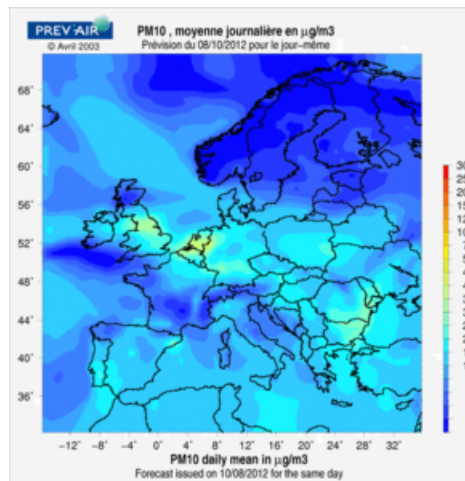 PREV'AIR
© Avril 2003
PM10 , moyenne journalière en µg/m3
Prévision du 08/10/2012 pour le jour-même
68°
64°
60°
56°
52°
48°
44°
40°
36°
30
−12° −8° −4° 0° 4° 8° 12° 16° 20° 24° 28° 32°
PM10 daily mean in µg/m3
Forecast issued on 10/08/2012 for the same day